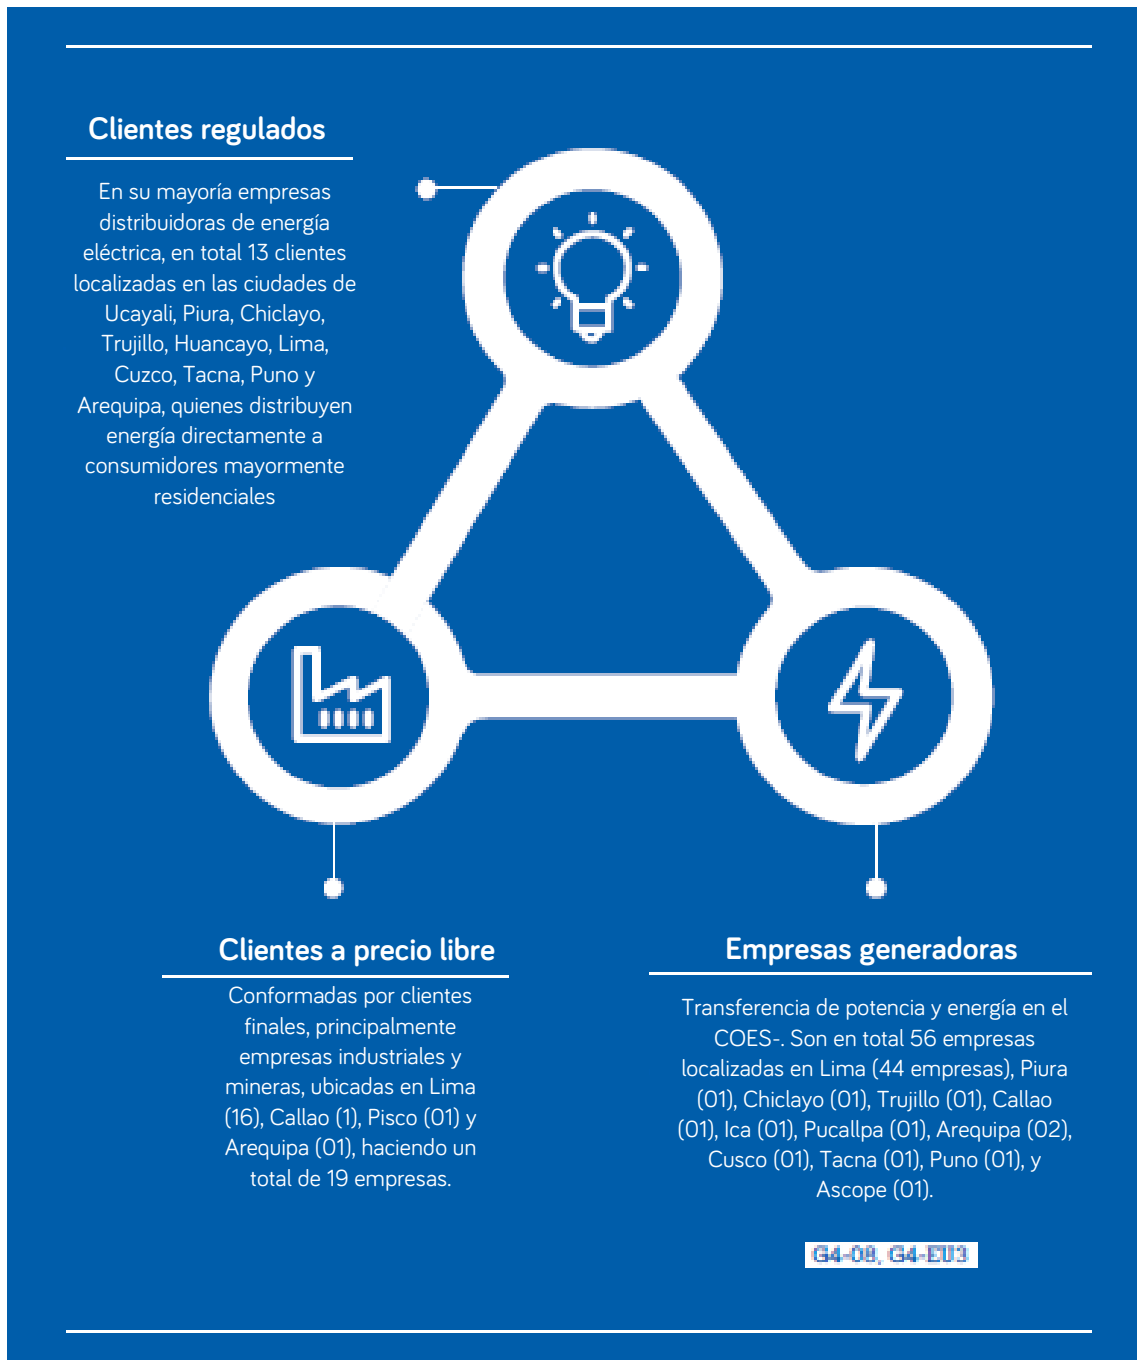 Clientes regulados
En su mayoría empresas
distribuidoras de energía
eléctrica, en total 13 clientes
localizadas en las ciudades de
Ucayali, Piura, Chiclayo,
Trujillo, Huancayo, Lima,
Cuzco, Tacna, Puno y
Arequipa, quienes distribuyen
energía directamente a
consumidores mayormente
residenciales
Clientes a precio libre
Conformadas por clientes
finales, principalmente
empresas industriales y
mineras, ubicadas en Lima
(16), Callao (1), Pisco (01) y
Arequipa (01), haciendo un
total de 19 empresas.
Empresas generadoras
Transferencia de potencia y energía en el
COES-. Son en total 56 empresas
localizadas en Lima (44 empresas), Piura
(01), Chiclayo (01), Trujillo (01), Callao
(01), Ica (01), Pucallpa (01), Arequipa (02),
Cusco (01), Tacna (01), Puno (01), y
Ascope (01).
G4-08, G4-EU3